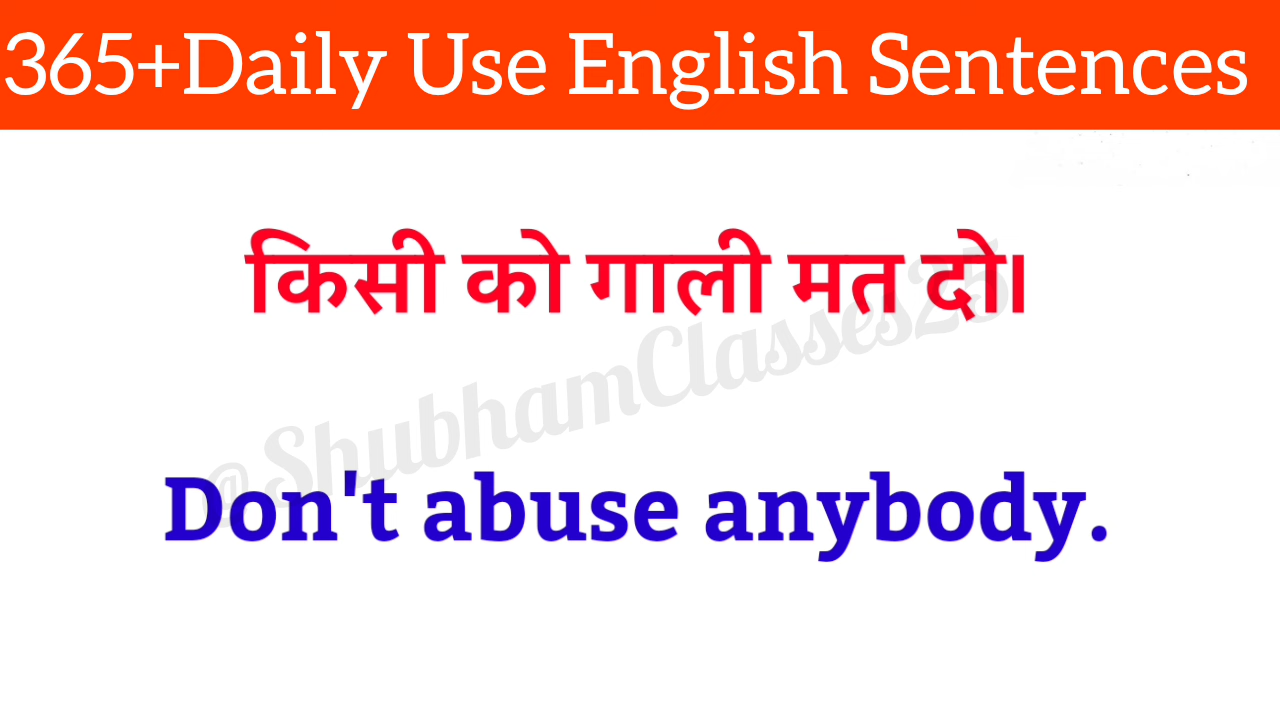 365+Daily Use English Sentences
किसी को गाली मत दो।
@ShubhamClasses25
Don't abuse anybody.